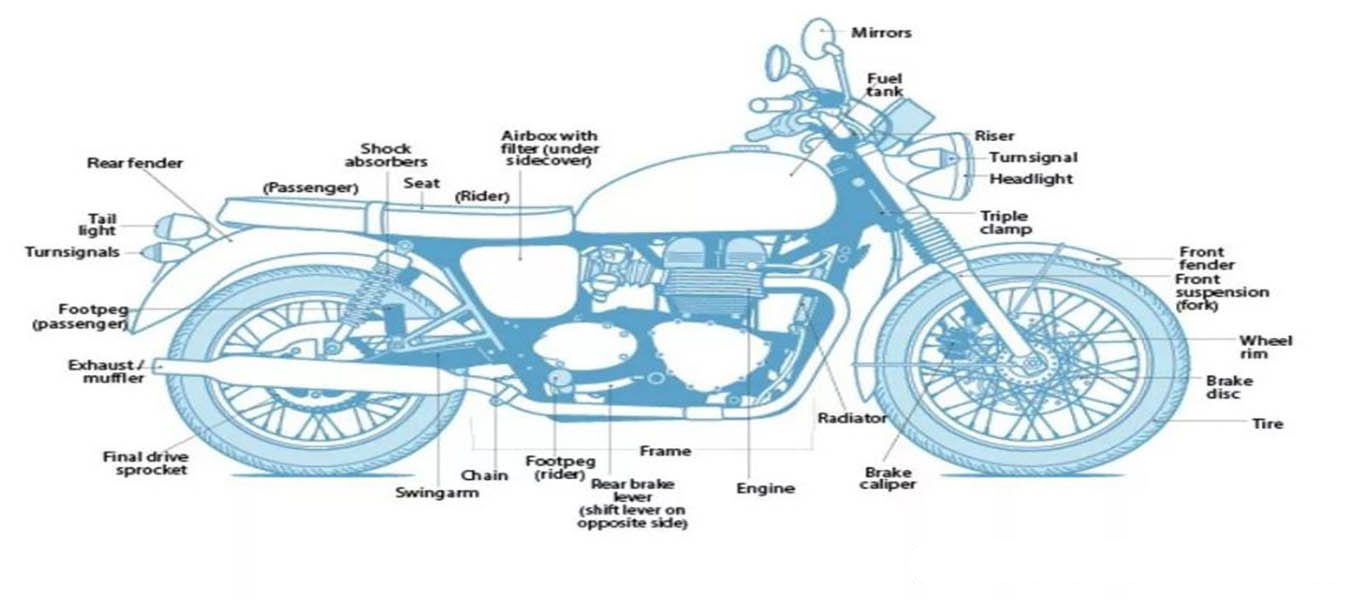 Mirrors
Fuel
tank
Riser
Turnsignal
Headlight
Triple
clamp
Front
fender
Front
suspension
(fork)
Wheel
rim
Brake
disc
Tire
Airbox with
filter (under
sidecover)
Shock
absorbers
Seat
(Rider)
(Passenger)
Rear fender
Tail
light
Turnsignals
Footpeg
(passenger)
Exhaust/
muffler
Final drive
sprocket
Swingarm
Chain
Footpeg
(rider)
Rear brake
lever
(shift lever on
opposite side)
Frame
Engine
Radiator
Brake
caliper